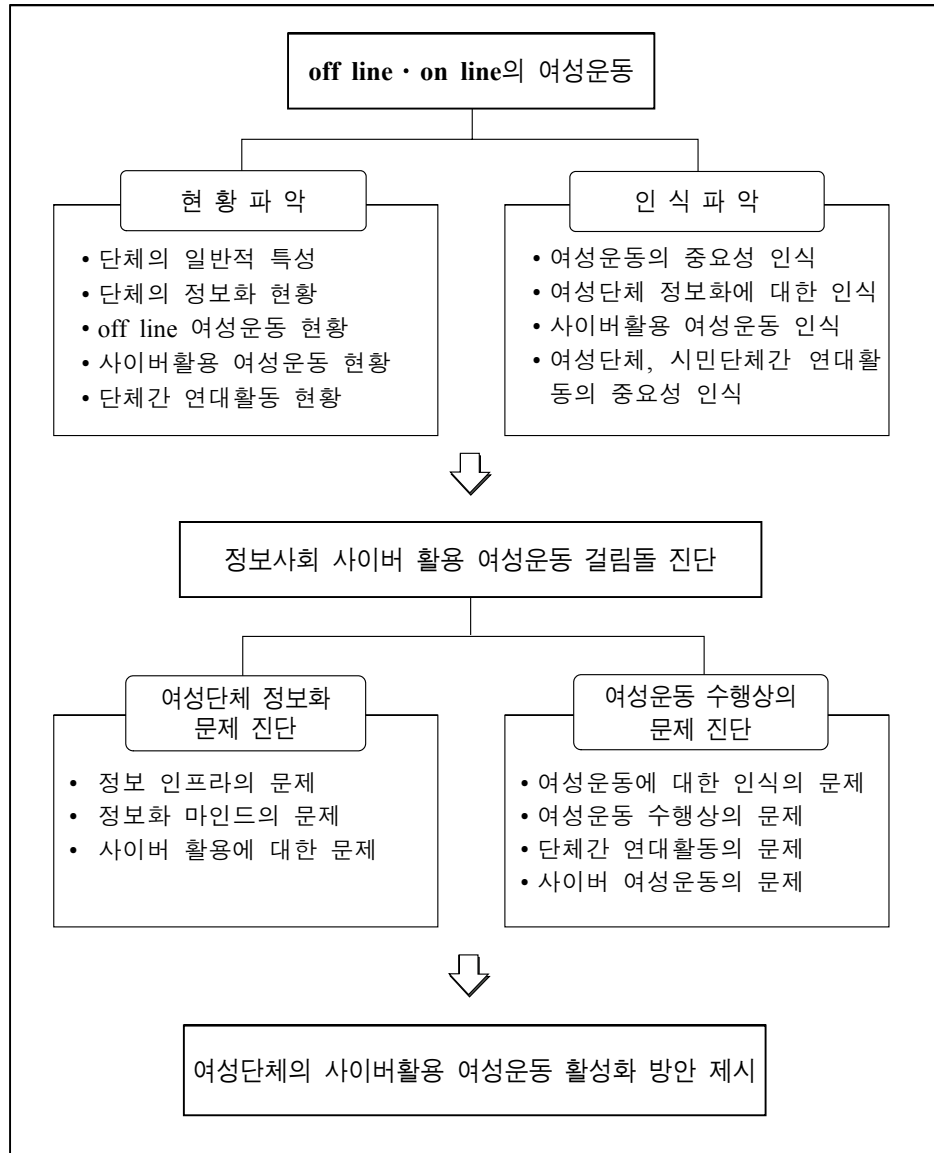 off line · on line의 여성운동
현 황 파 악
• 단체의 일반적 특성
• 단체의 정보화 현황
• off line 여성운동 현황
• 사이버활용 여성운동 현황
• 단체간 연대활동 현황
인 식 파 악
• 여성운동의 중요성 인식
• 여성단체 정보화에 대한 인식
• 사이버활용 여성운동 인식
• 여성단체, 시민단체간 연대활
동의 중요성 인식
정보사회 사이버 활용 여성운동 걸림돌 진단
여성단체 정보화
문제 진단
• 정보 인프라의 문제
• 정보화 마인드의 문제
• 사이버 활용에 대한 문제
여성운동 수행상의
문제 진단
• 여성운동에 대한 인식의 문제
• 여성운동 수행상의 문제
• 단체간 연대활동의 문제
• 사이버 여성운동의 문제
여성단체의 사이버활용 여성운동 활성화 방안 제시